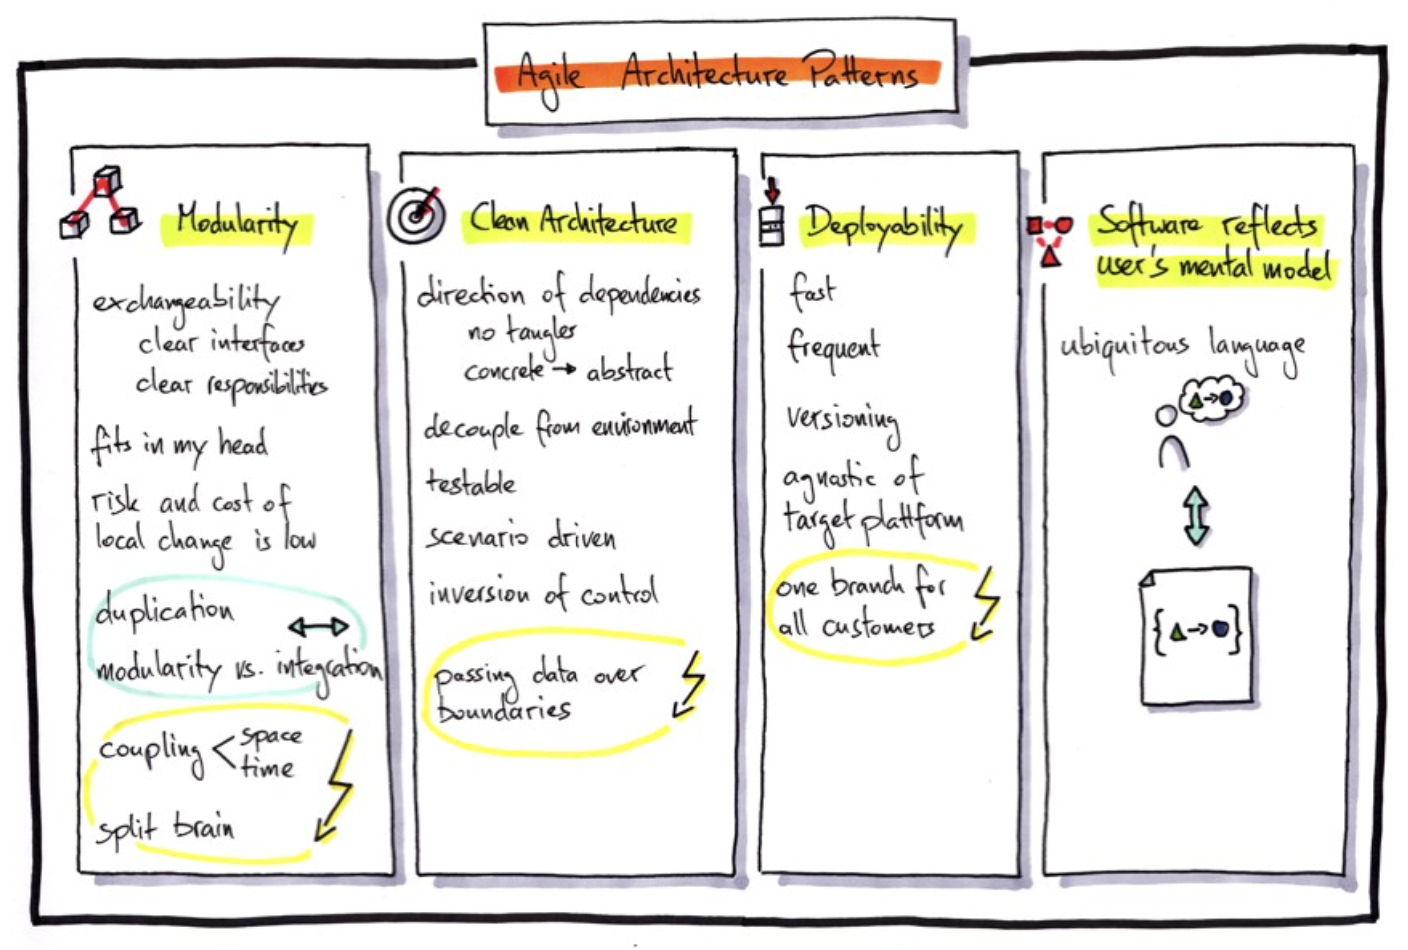 Agile Architecture Patterns
Modularity
exchangeability
clear interfaces
clear responsibilities
fits in my head
risk and cost of
local change is low
duplication
modularity vs. integration
coupling < space
time
split brain
Clean Architecture
direction of dependencies
no tangles
concrete → abstract
decouple from environment
testable
scenario driven
inversion of control
passing data over
boundaries
Deployability
fast
frequent
versioning
agnostic of
target plattform
one branch for
all customers
Software reflects
user's mental model
ubiquitous language